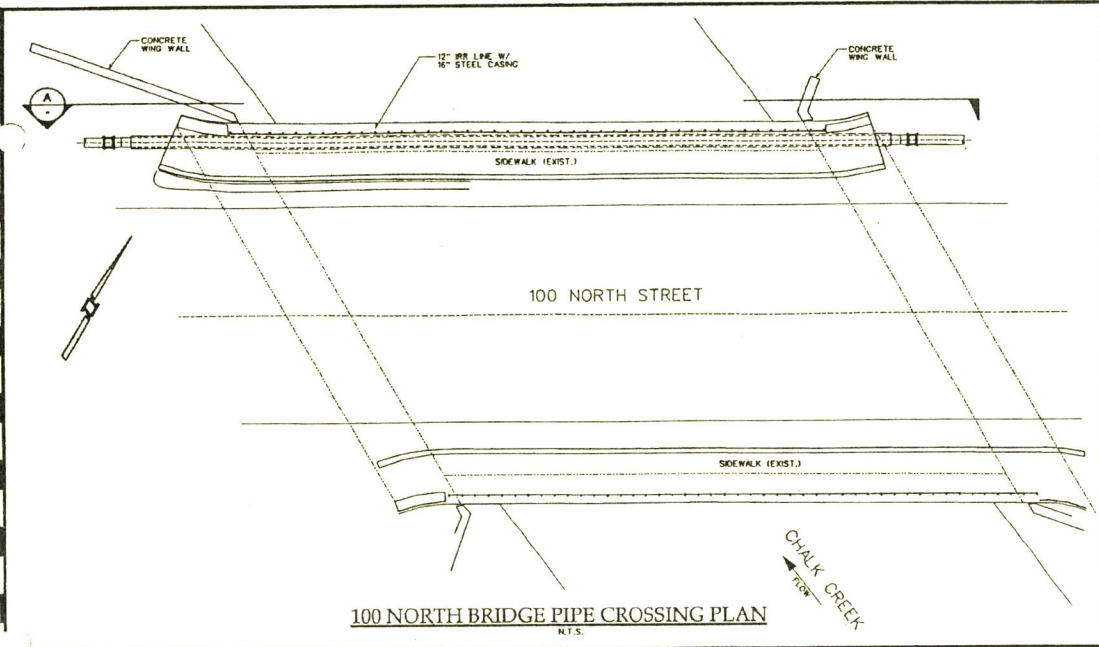 CONCRETE
WING WALL
12" IRR LINE W/
16" STEEL CASING
CONCRETE
WING WALL
A
-
SIDEWALK (EXIST.)
100 NORTH STREET
SIDEWALK (EXIST.)
CHALK CREEK
FLOW
100 NORTH BRIDGE PIPE CROSSING PLAN
N.T.S.